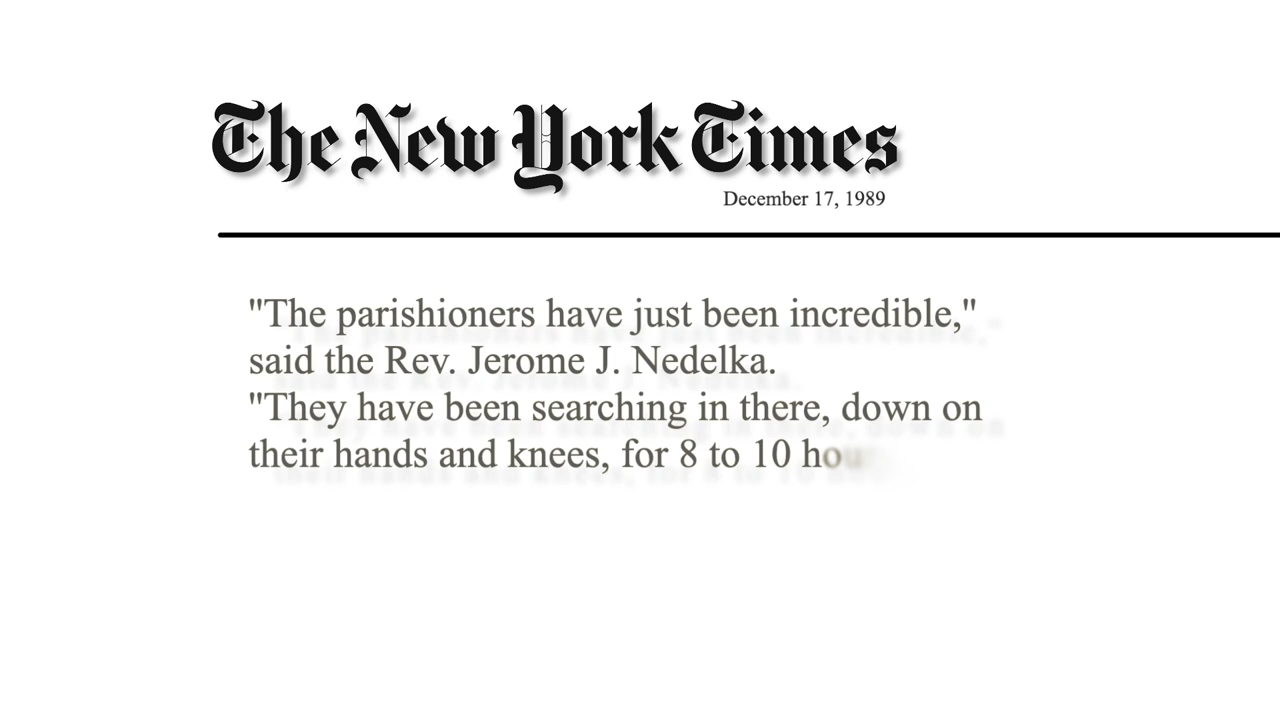 The New York Times
December 17, 1989
"The parishioners have just been incredible,"
said the Rev. Jerome J. Nedelka.
"They have been searching in there, down on
their hands and knees, for 8 to 10